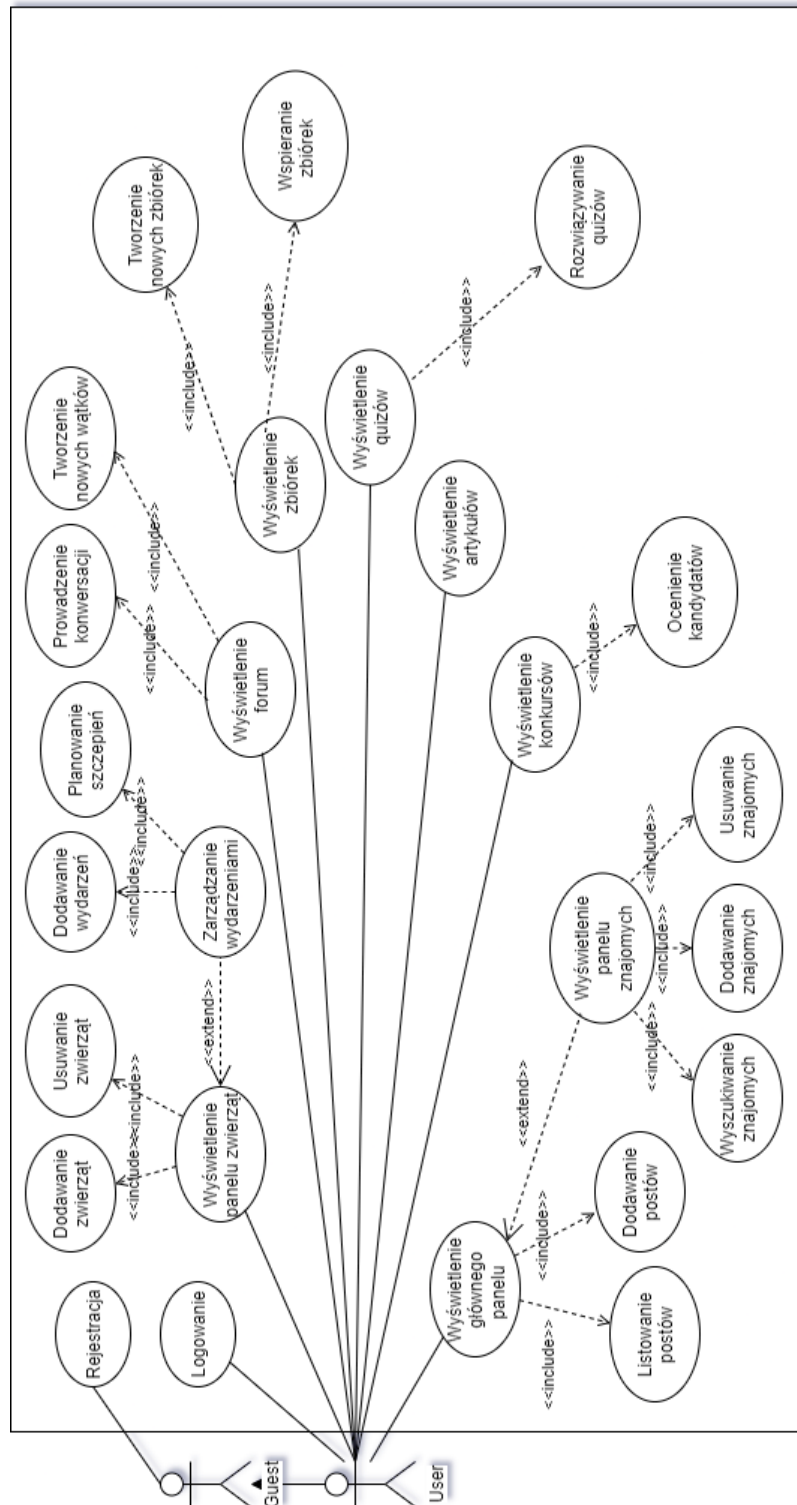 Guest
User
Rejestracja
Logowanie
Dodawanie
zwierząt
Usuwanie
zwierząt
<<include>>
<<include>>
Wyświetlenie
panelu zwierząt
<<extend>>
Dodawanie
wydarzeń
Planowanie
szczepień
<<include>>
<<include>>
Zarządzanie
wydarzeniami
Prowadzenie
konwersacji
Tworzenie
nowych wątków
<<include>>
<<include>>
Wyświetlenie
forum
Tworzenie
nowych zbiórek
Wspieranie
zbiórek
<<include>>
<<include>>
Wyświetlenie
zbiórek
Wyświetlenie
quizów
<<include>>
Rozwiązywanie
quizów
Wyświetlenie
artykułów
Wyświetlenie
konkursów
<<include>>
Ocenienie
kandydatów
Wyświetlenie
głównego
panelu
<<include>>
<<include>>
Listowanie
postów
Dodawanie
postów
<<extend>>
Wyświetlenie
panelu
znajomych
<<include>>
<<include>>
<<include>>
Wyszukiwanie
znajomych
Dodawanie
znajomych
Usuwanie
znajomych